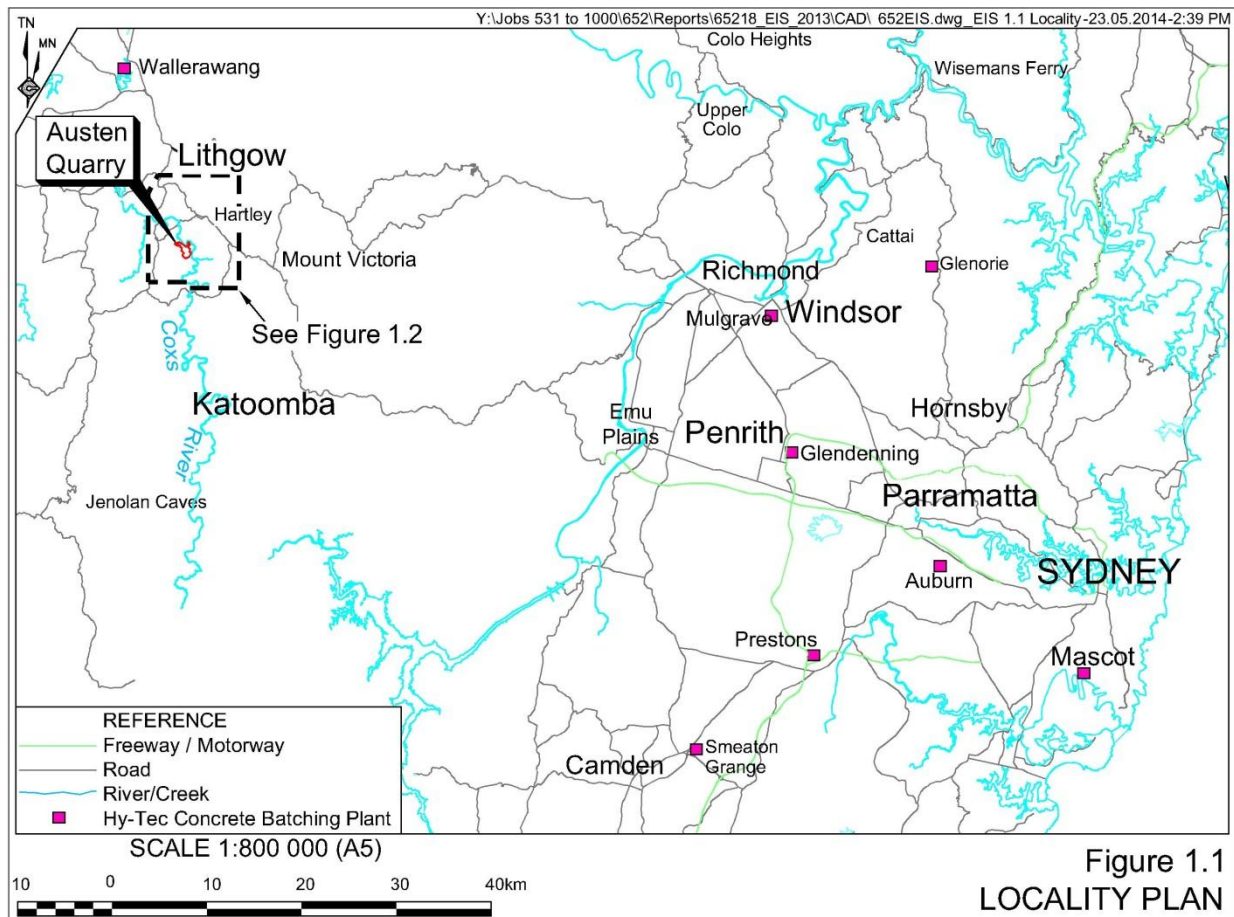 Y:\Jobs 531 to 1000\652\Reports\65218_EIS_2013\CAD\ 652EIS.dwg_EIS 1.1 Locality-23.05.2014-2:39 PM
TN
MN
Colo Heights
Wallerawang
Wisemans Ferry
Upper
Colo
Austen
Quarry
Lithgow
Hartley
Cattai
Mount Victoria
Richmond
Glenorie
Mulgrave
Windsor
See Figure 1.2
Coxs
River
Katoomba
Hornsby
Emu
Plains
Penrith
Glendenning
Jenolan Caves
Parramatta
SYDNEY
Auburn
Prestons
Mascot
Smeaton
Grange
Camden
REFERENCE
Freeway / Motorway
Road
River/Creek
Hy-Tec Concrete Batching Plant
SCALE 1:800 000 (A5)
10 0 10 20 30 40km
Figure 1.1
LOCALITY PLAN